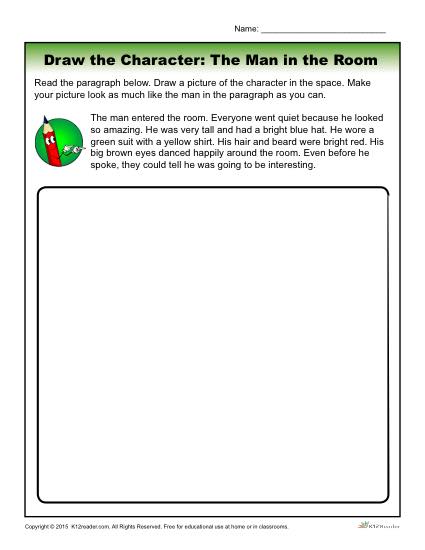 Name: ____________________________
Draw the Character: The Man in the Room
Read the paragraph below. Draw a picture of the character in the space. Make
your picture look as much like the man in the paragraph as you can.
The man entered the room. Everyone went quiet because he looked
so amazing. He was very tall and had a bright blue hat. He wore a
green suit with a yellow shirt. His hair and beard were bright red. His
big brown eyes danced happily around the room. Even before he
spoke, they could tell he was going to be interesting.
Copyright © 2015 K12reader.com. All Rights Reserved. Free for educational use at home or in classrooms.
K12Reader